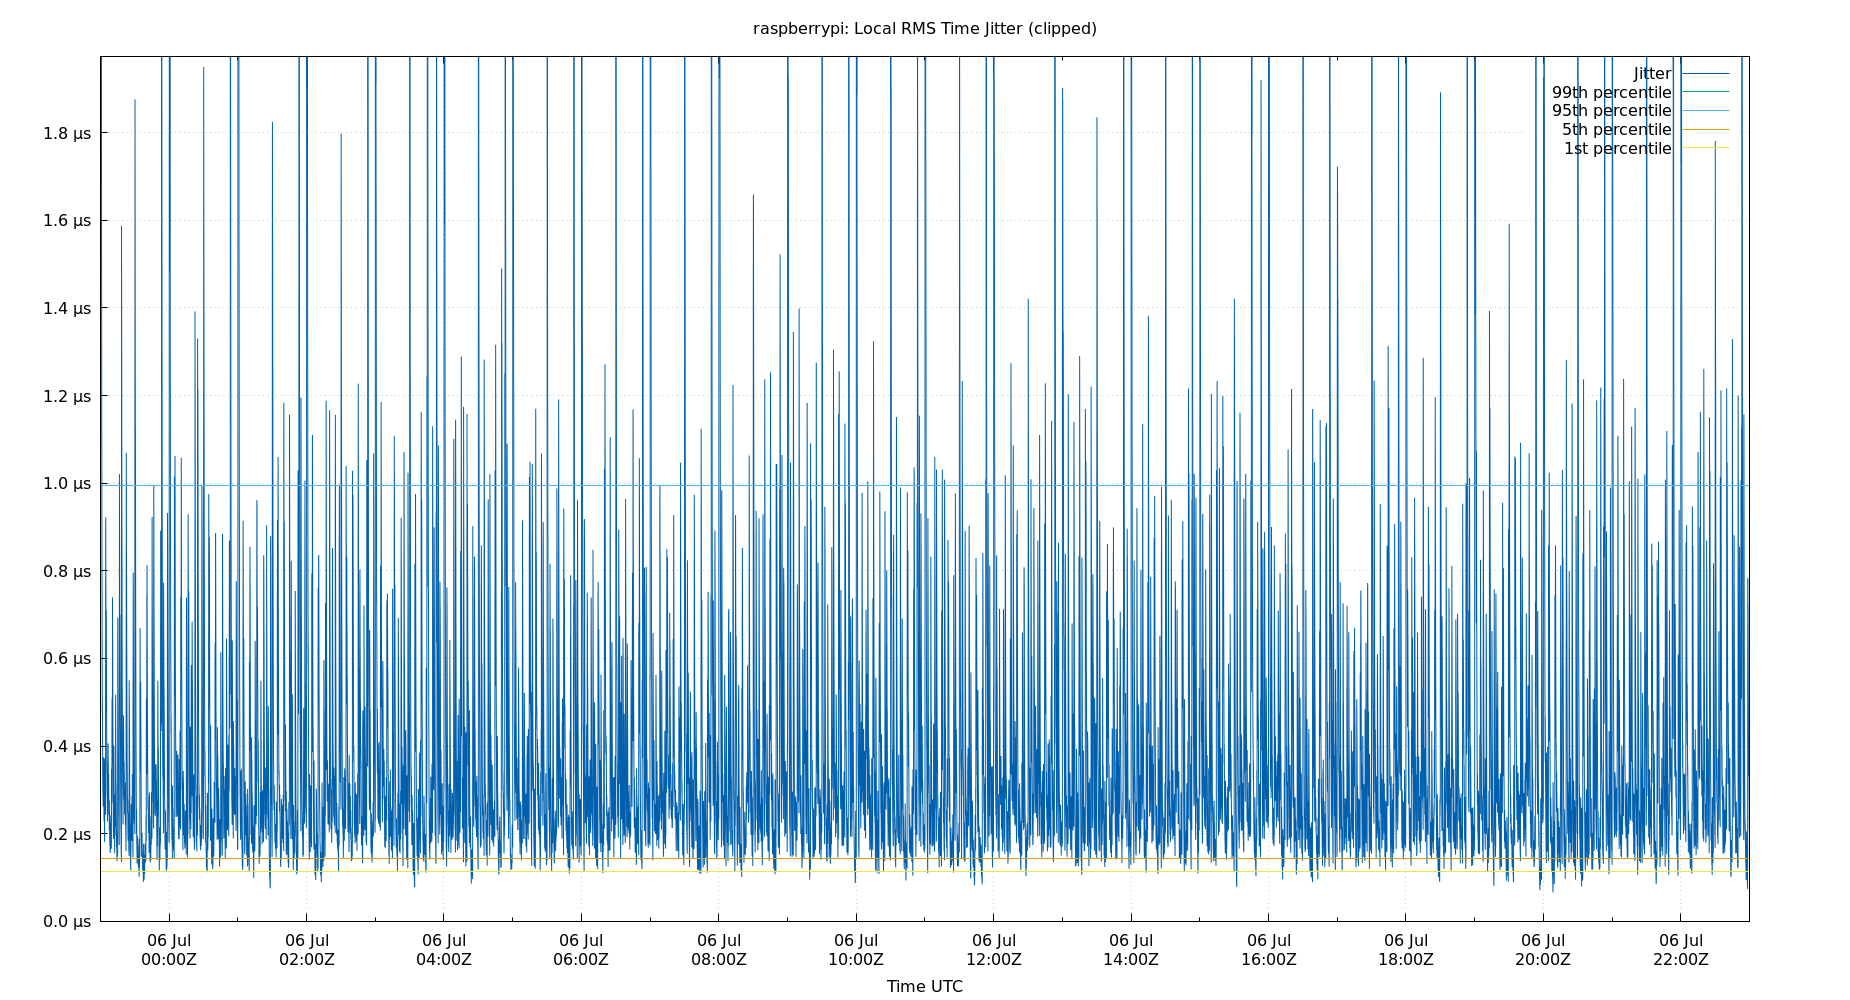 raspberrypi: Local RMS Time Jitter (clipped)
Jitter
99th percentile
95th percentile
5th percentile
1st percentile
1.8 µs
1.6 µs
1.4 µs
1.2 µs
1.0 µs
0.8 µs
0.6 µs
0.4 µs
0.2 µs
0.0 µs
06 Jul 06 Jul 06 Jul 06 Jul 06 Jul 06 Jul 06 Jul 06 Jul 06 Jul 06 Jul 06 Jul 06 Jul
00:00Z 02:00Z 04:00Z 06:00Z 08:00Z 10:00Z 12:00Z 14:00Z 16:00Z 18:00Z 20:00Z 22:00Z
Time UTC